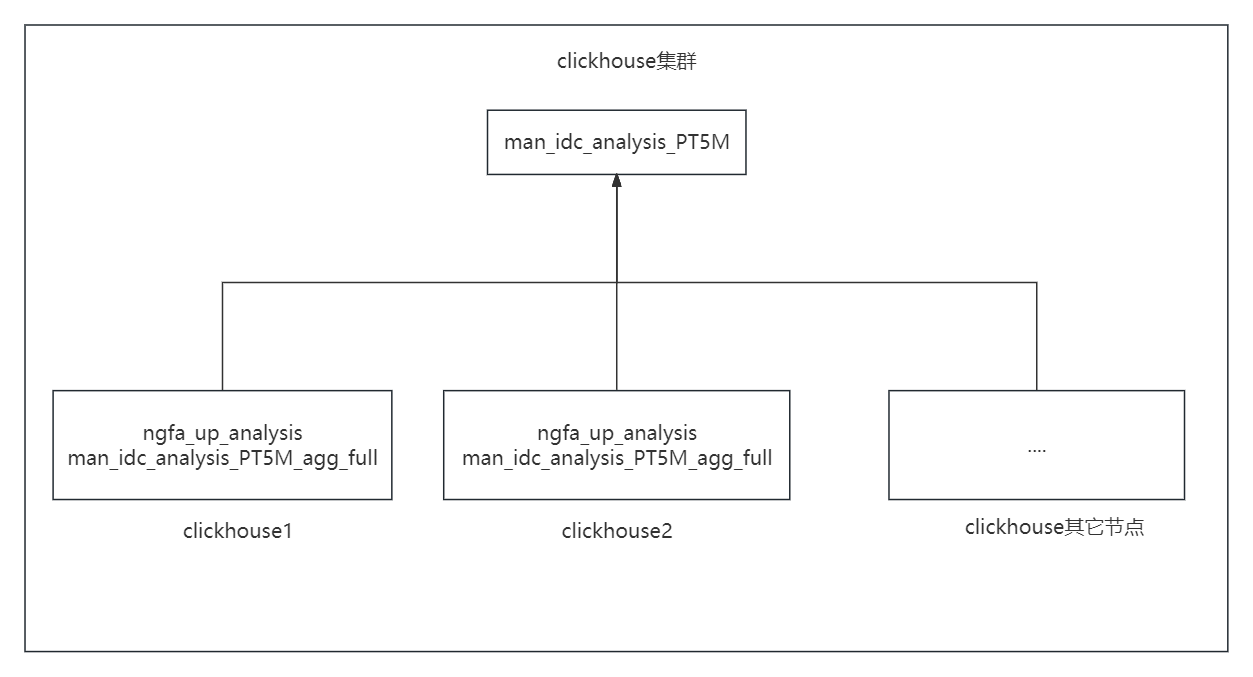 clickhouse集群
man_idc_analysis_PT5M
ngfa_up_analysis
man_idc_analysis_PT5M_agg_full
ngfa_up_analysis
man_idc_analysis_PT5M_agg_full
....
clickhouse1
clickhouse2
clickhouse其它节点